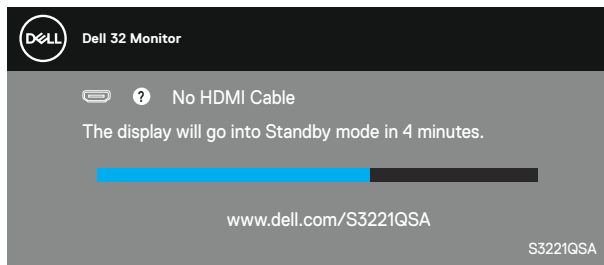 DELL
Dell 32 Monitor
? No HDMI Cable
The display will go into Standby mode in 4 minutes.
www.dell.com/S3221QSA
S3221QSA